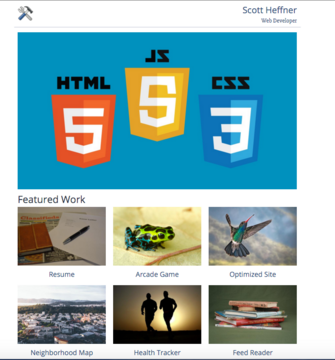 Scott Heffner
Web Developer
JS
HTML
CSS
5
5
3
Featured Work
Resume
Arcade Game
Optimized Site
Neighborhood Map
Health Tracker
Feed Reader